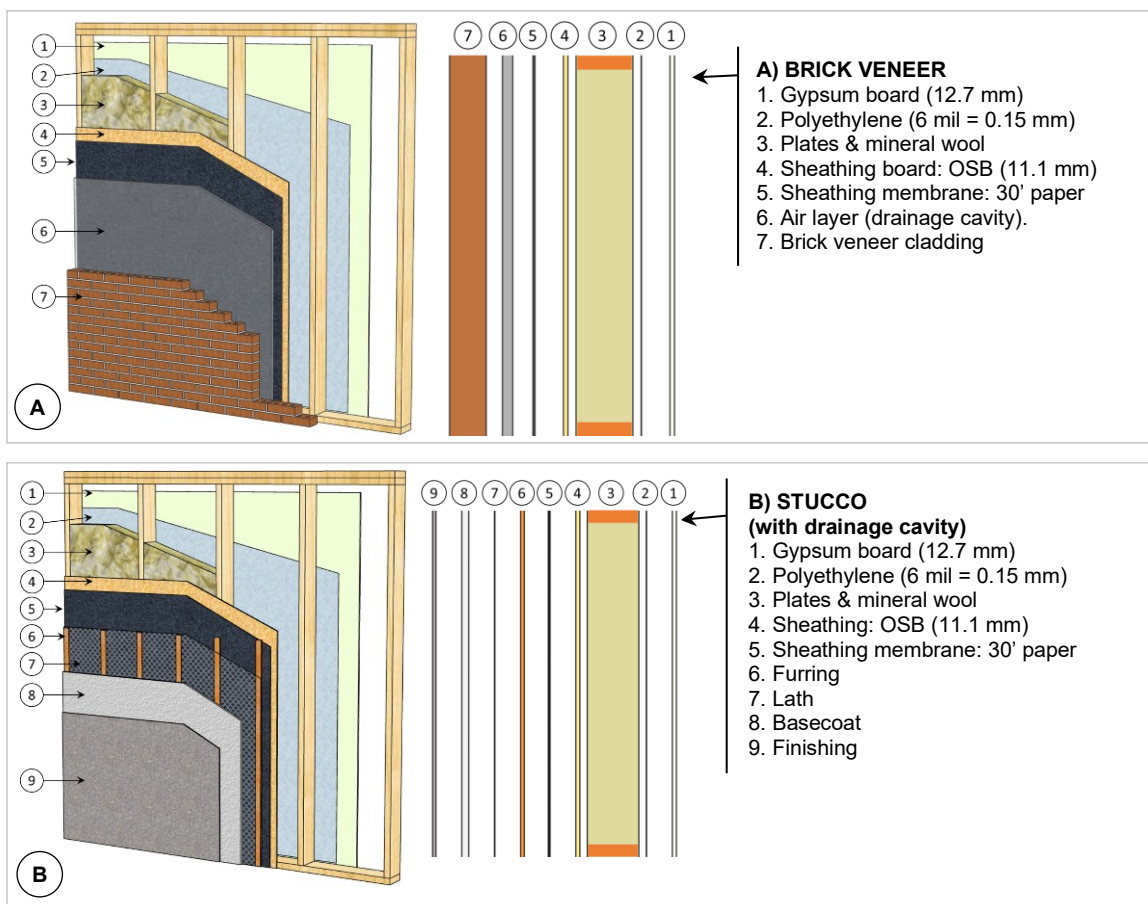 1
2
3
4
5
6
7
A
7 6 5 4 3 2 1
A) BRICK VENEER
1. Gypsum board (12.7 mm)
2. Polyethylene (6 mil = 0.15 mm)
3. Plates & mineral wool
4. Sheathing board: OSB (11.1 mm)
5. Sheathing membrane: 30’ paper
6. Air layer (drainage cavity).
7. Brick veneer cladding
1
2
3
4
5
6
7
8
9
B
9 8 7 6 5 4 3 2 1
B) STUCCO
(with drainage cavity)
1. Gypsum board (12.7 mm)
2. Polyethylene (6 mil = 0.15 mm)
3. Plates & mineral wool
4. Sheathing: OSB (11.1 mm)
5. Sheathing membrane: 30’ paper
6. Furring
7. Lath
8. Basecoat
9. Finishing